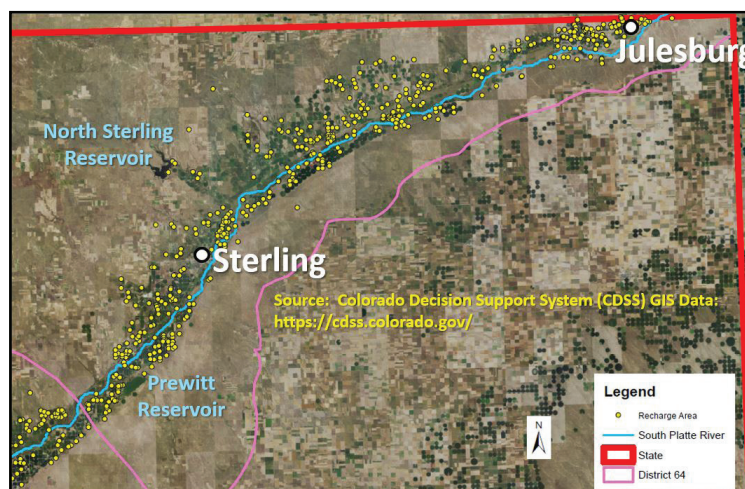 Julesburg
North Sterling
Reservoir
Sterling
Source: Colorado Decision Support System (CDSS) GIS Data:
https://cdss.colorado.gov/
Prewitt
Reservoir
N
Legend
Recharge Area
South Platte River
State
District 64